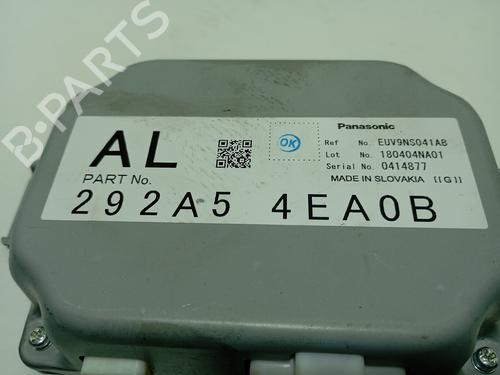 B-PARTS
AL
OK
Panasonic
Ref No. EUV9NS041AB
Lot No. 180404NA01
Serial No. 0414877
MADE IN SLOVAKIA [[G]]
PART No.
292A5 4EA0B